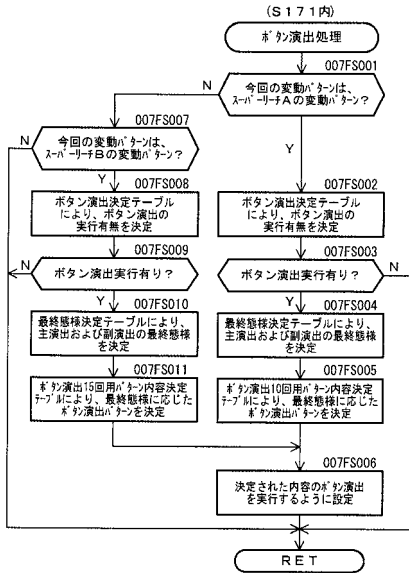 (S171内)
ボタン演出処理
007FS001
N
今回の変動パターンは、
スーパーリーチAの変動パターン?
Y
007FS007
N
今回の変動パターンは、
スーパーリーチBの変動パターン?
Y
007FS008
ボタン演出決定テーブル
により、ボタン演出の
実行有無を決定
007FS002
ボタン演出決定テーブル
により、ボタン演出の
実行有無を決定
007FS009
N
ボタン演出実行有り?
Y
007FS003
ボタン演出実行有り?
N
Y
007FS010
最終態様決定テーブルにより、
主演出および副演出の最終態様
を決定
007FS004
最終態様決定テーブルにより、
主演出および副演出の最終態様
を決定
007FS011
ボタン演出15回用パターン内容決定
テーブルにより、最終態様に応じた
ボタン演出パターンを決定
007FS005
ボタン演出10回用パターン内容決定
テーブルにより、最終態様に応じた
ボタン演出パターンを決定
007FS006
決定された内容のボタン演出
を実行するように設定
RET